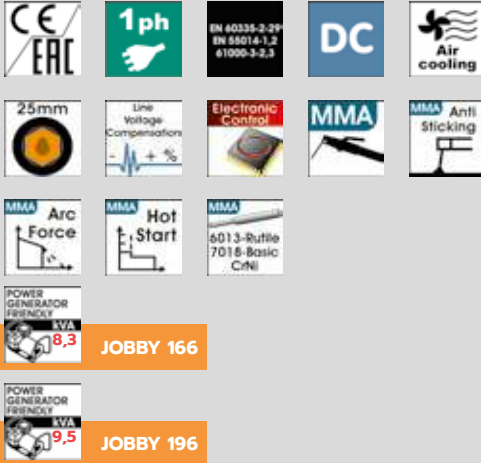 CE
EAC
1ph
EN 60335-2-29*
EN 55014-1,2
61000-3-2,3
DC
Air
cooling
25mm
Line
Voltage
Compensation
- + %
Electronic
Control
MMA
MMA Anti
Sticking
MMA Arc
Force
MMA Hot
Start
MMA
6013-Rutile
7018-Basic
CrNi
POWER
GENERATOR
FRIENDLY
kVA
8,3
JOBBY 166
POWER
GENERATOR
FRIENDLY
kVA
9,5
JOBBY 196